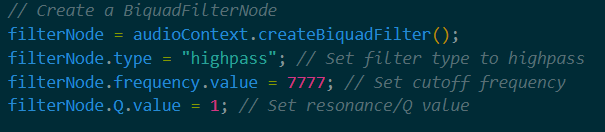 // Create a BiquadFilterNode
filterNode = audioContext.createBiquadFilter();
filterNode.type = "highpass"; // Set filter type to highpass
filterNode.frequency.value = 7777; // Set cutoff frequency
filterNode.Q.value = 1; // Set resonance/Q value